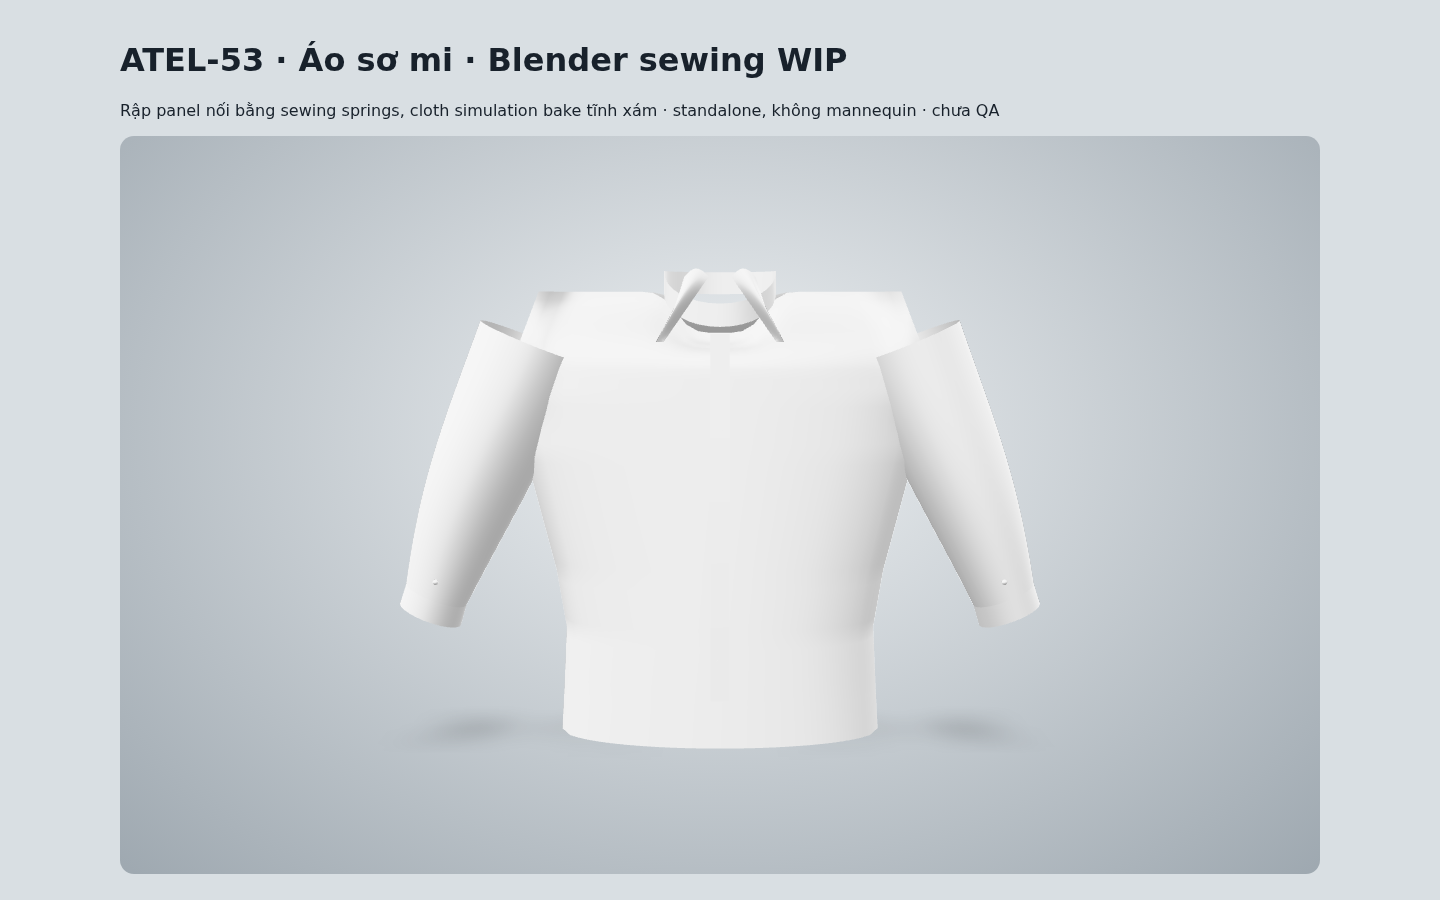 ATEL-53 · Áo sơ mi · Blender sewing WIP
Rập panel nối bằng sewing springs, cloth simulation bake tĩn xám · standalone, không mannequin · chưa QA